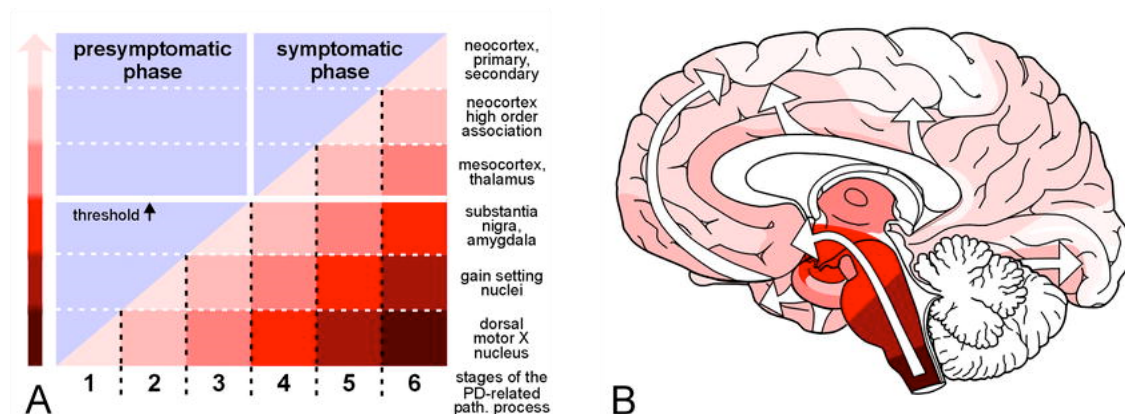 presymptomatic
phase
symptomatic
phase
neocortex,
primary,
secondary
neocortex
high order
association
mesocortex,
thalamus
threshold
substantia
nigra,
amygdala
gain setting
nuclei
dorsal
motor X
nucleus
1 2 3 4 5 6
stages of the
PD-related
path. process
A
B